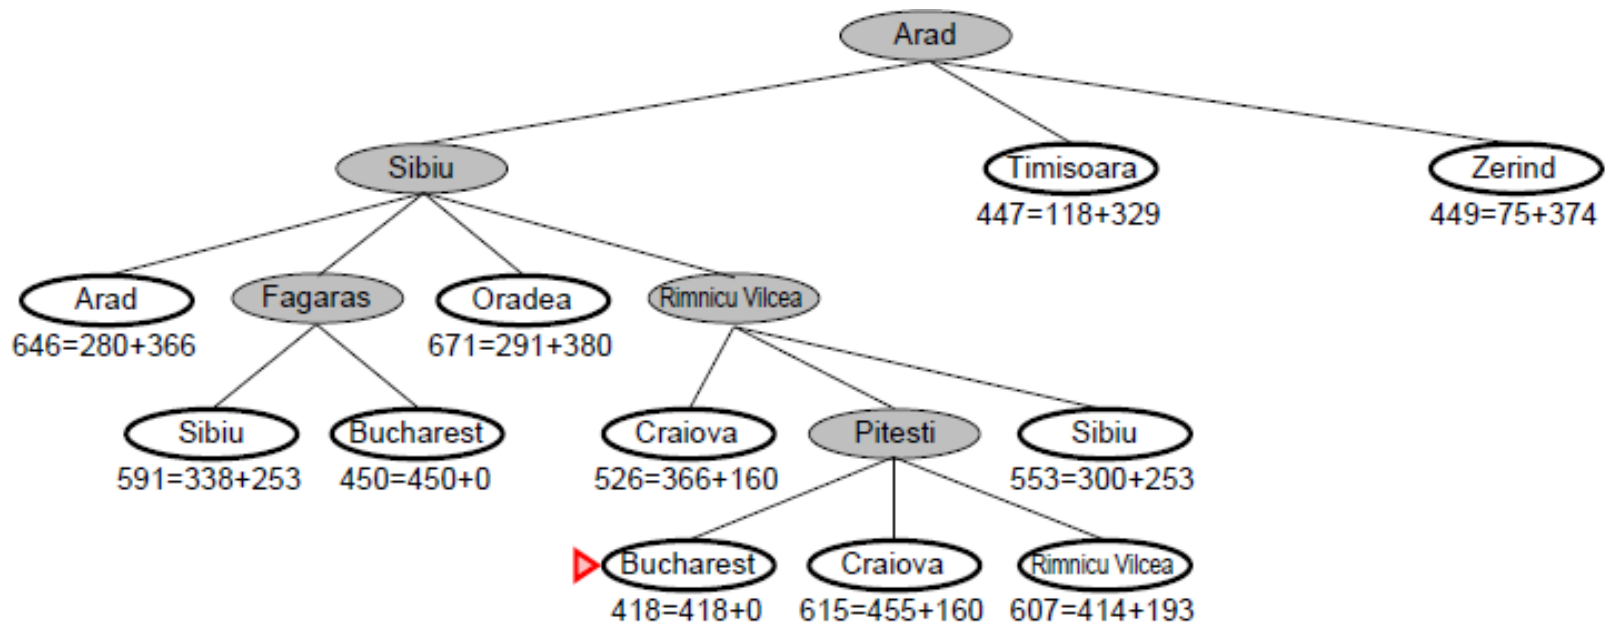 Arad
Sibiu
Timisoara
Zerind
447=118+329
449=75+374
Arad
Fagaras
Oradea
Rimnicu Vilcea
646=280+366
671=291+380
Sibiu
Bucharest
Craiova
Pitesti
Sibiu
591=338+253
450=450+0
526=366+160
553=300+253
Bucharest
Craiova
Rimnicu Vilcea
418=418+0
615=455+160
607=414+193